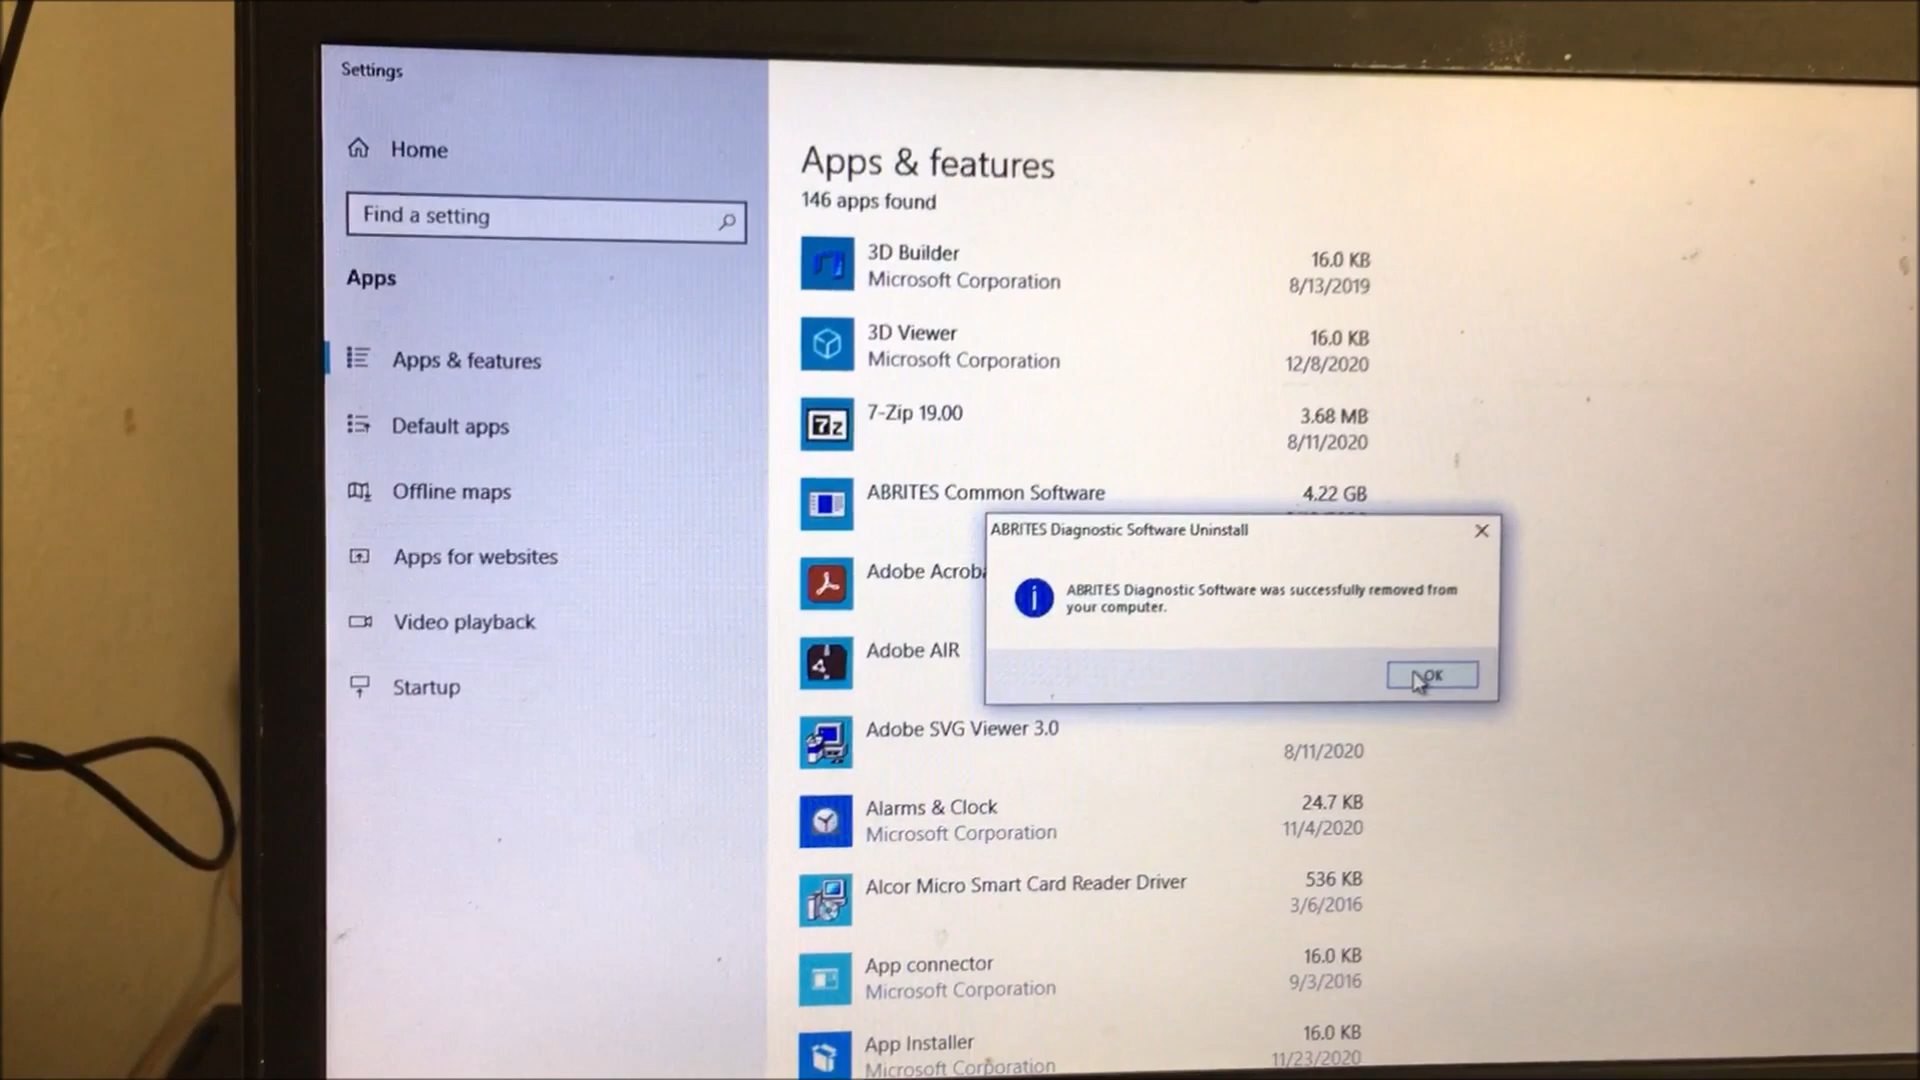 Settings
Home
Find a setting
Apps
Apps & features
Default apps
Offline maps
Apps for websites
Video playback
Startup
Apps & features
146 apps found
3D Builder
Microsoft Corporation
16.0 KB
8/13/2019
3D Viewer
Microsoft Corporation
16.0 KB
12/8/2020
7-Zip 19.00
3.68 MB
8/11/2020
ABRITES Common Software
4.22 GB
ABRITES Diagnostic Software Uninstall
ABRITES Diagnostic Software was successfully removed from
your computer.
OK
Adobe Acroba
Adobe AIR
Adobe SVG Viewer 3.0
8/11/2020
Alarms & Clock
Microsoft Corporation
24.7 KB
11/4/2020
Alcor Micro Smart Card Reader Driver
536 KB
3/6/2016
App connector
Microsoft Corporation
16.0 KB
9/3/2016
App Installer
Microsoft Corporation
16.0 KB
11/23/2020